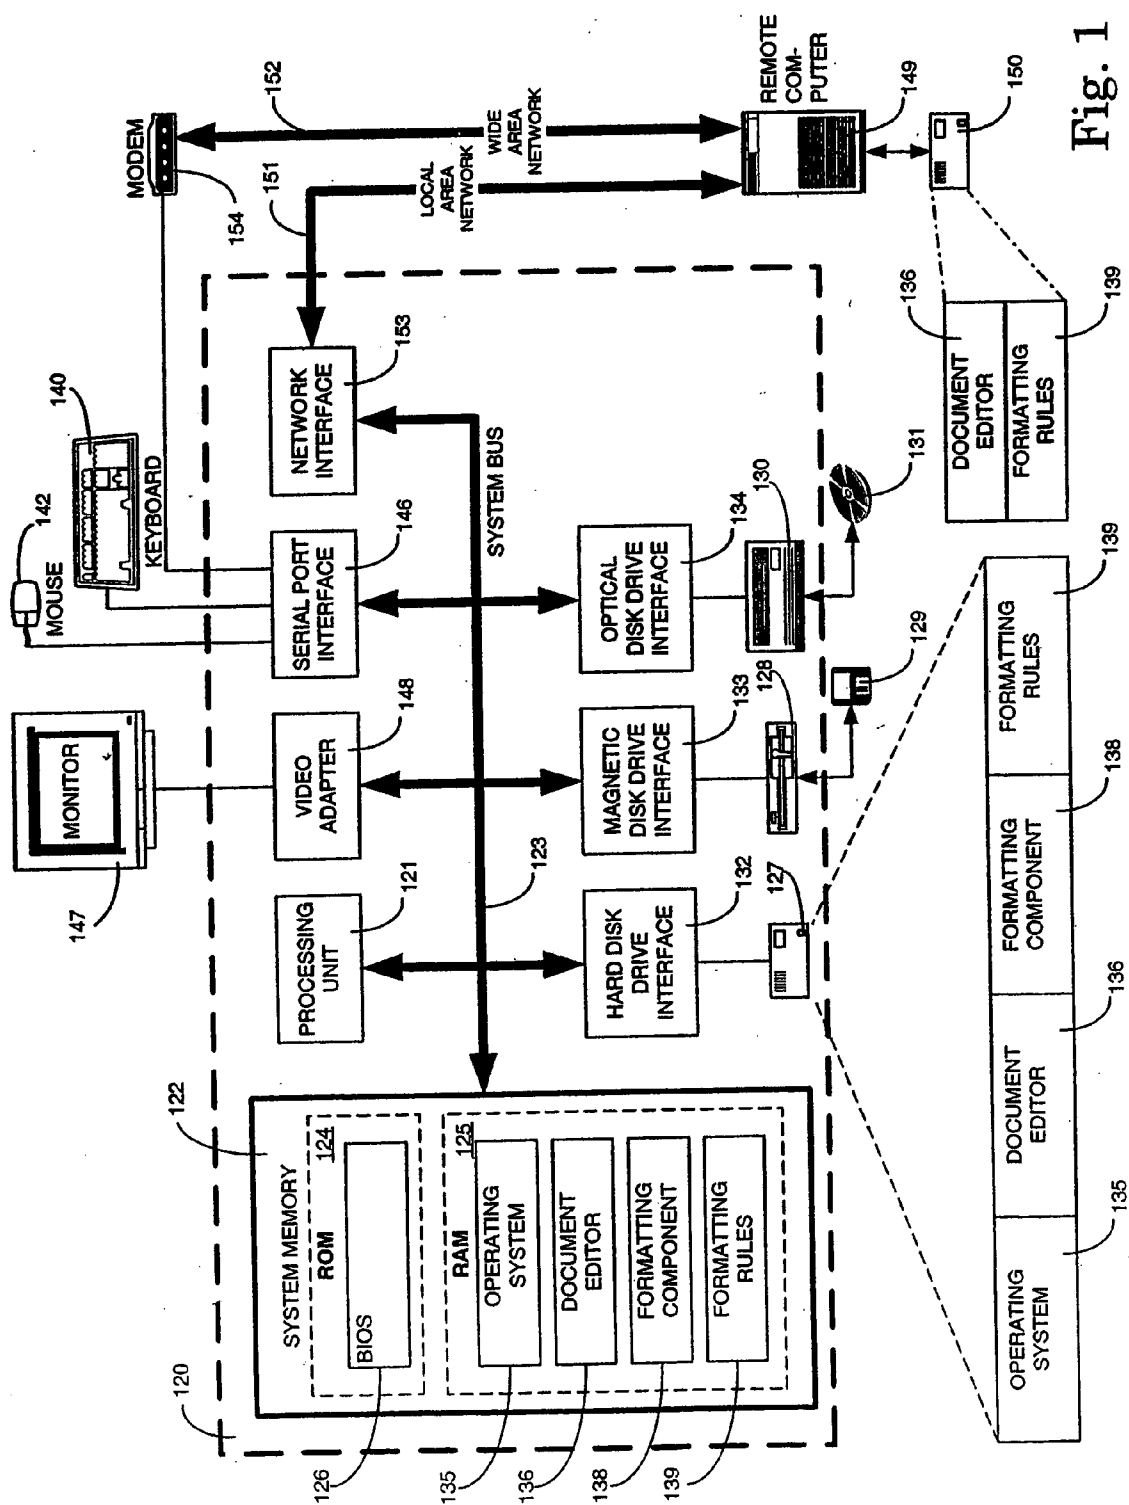 120
122
SYSTEM MEMORY
ROM
124
BIOS
126
RAM
125
OPERATING
SYSTEM
135
DOCUMENT
EDITOR
136
FORMATTING
COMPONENT
138
FORMATTING
RULES
139
147
MONITOR
142
MOUSE
140
KEYBOARD
MODEM
154
PROCESSING
UNIT
121
VIDEO
ADAPTER
148
SERIAL PORT
INTERFACE
146
NETWORK
INTERFACE
153
151
152
123
SYSTEM BUS
LOCAL
AREA
NETWORK
WIDE
AREA
NETWORK
HARD DISK
DRIVE
INTERFACE
132
MAGNETIC
DISK DRIVE
INTERFACE
133
OPTICAL
DISK DRIVE
INTERFACE
134
127
128
130
129
131
REMOTE
COM-
PUTER
149
150
DOCUMENT
EDITOR
136
FORMATTING
RULES
139
OPERATING
SYSTEM
135
DOCUMENT
EDITOR
136
FORMATTING
COMPONENT
138
FORMATTING
RULES
139
Fig. 1